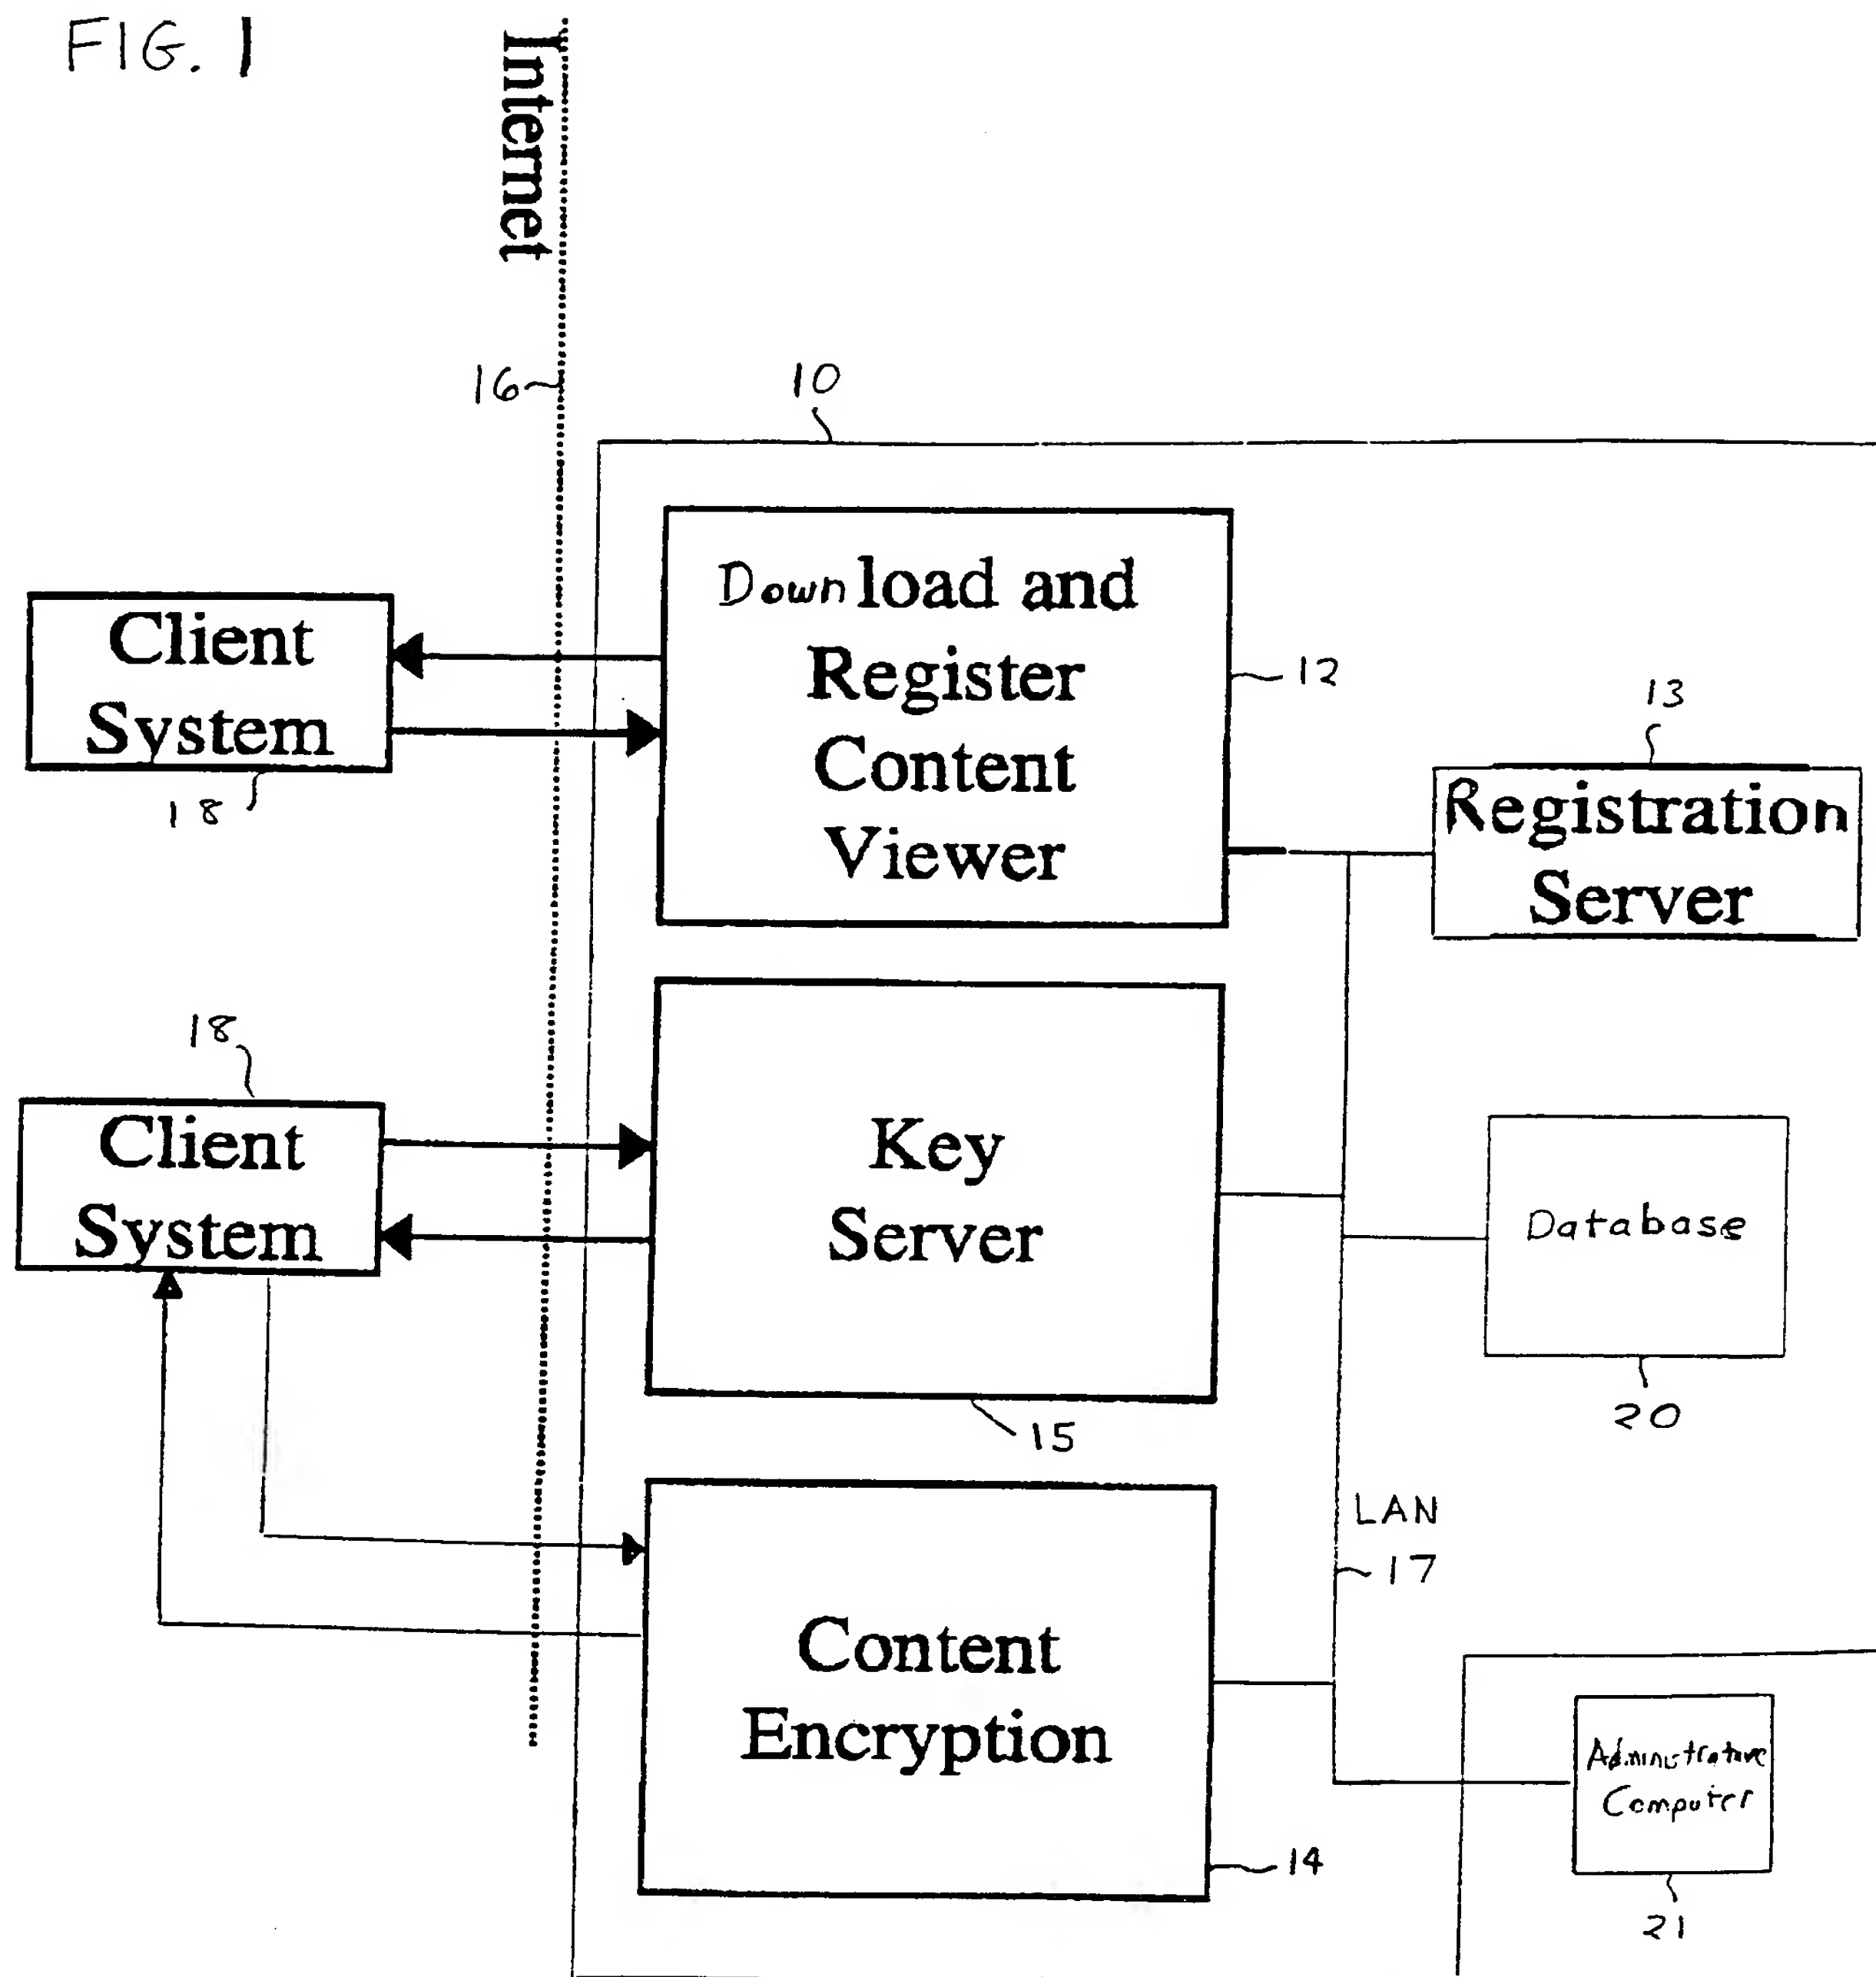 FIG. 1
Internet
16
10
Download and
Register
Content
Viewer
12
Client
System
18
13
Registration
Server
18
Client
System
Key
Server
15
Database
20
LAN
17
Content
Encryption
14
Administrative
Computer
21